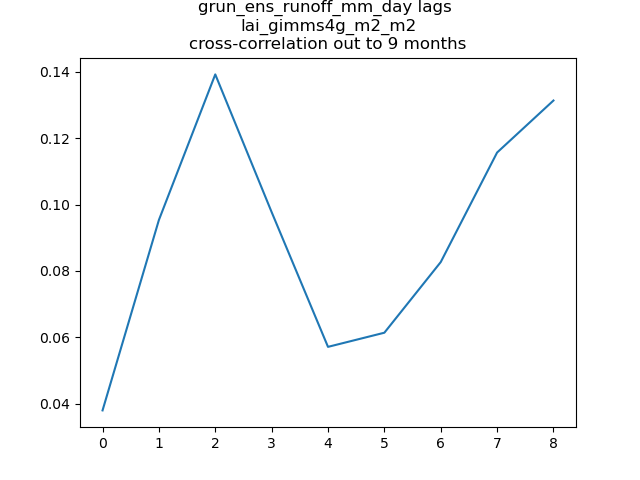 grun_ens_runoff_mm_day lags
lai_gimms4g_m2_m2
cross-correlation out to 9 months
0.14
0.12
0.10
0.08
0.06
0.04
0 1 2 3 4 5 6 7 8